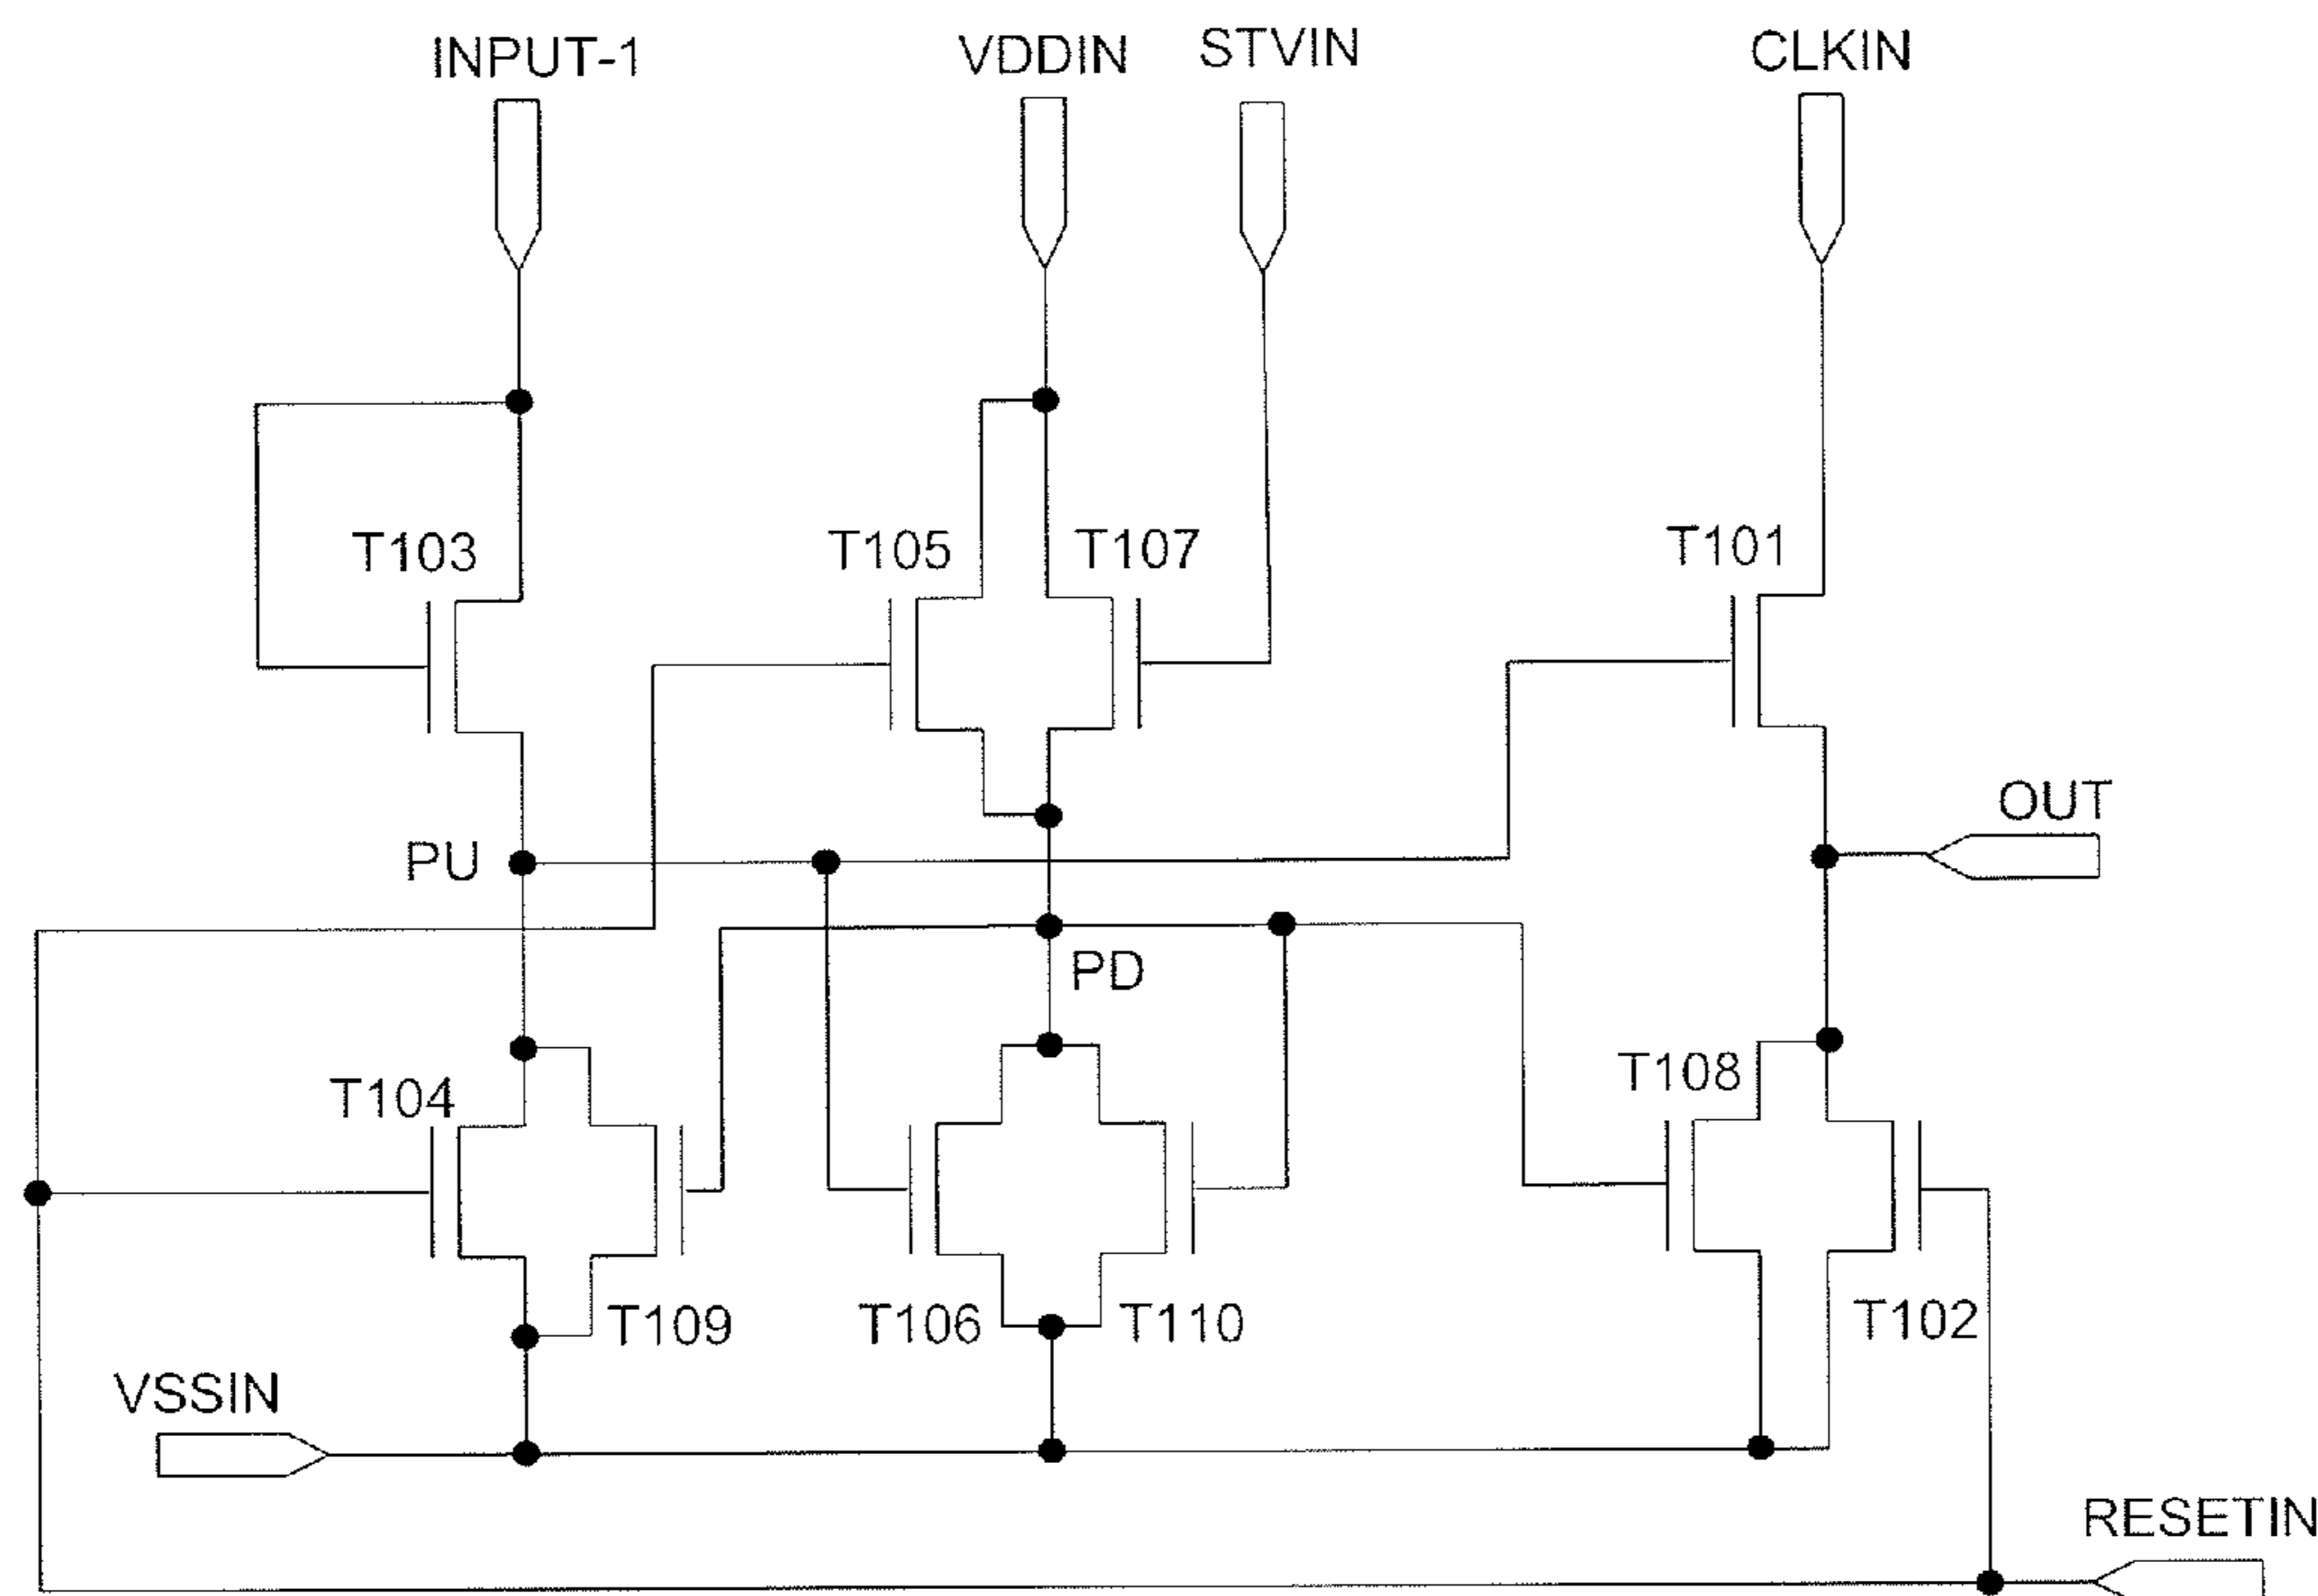 INPUT-1
VDDIN
STVIN
CLKIN
T103
T105
T107
T101
OUT
PU
PD
T104
T108
T109
T106
T110
T102
VSSIN
RESETIN